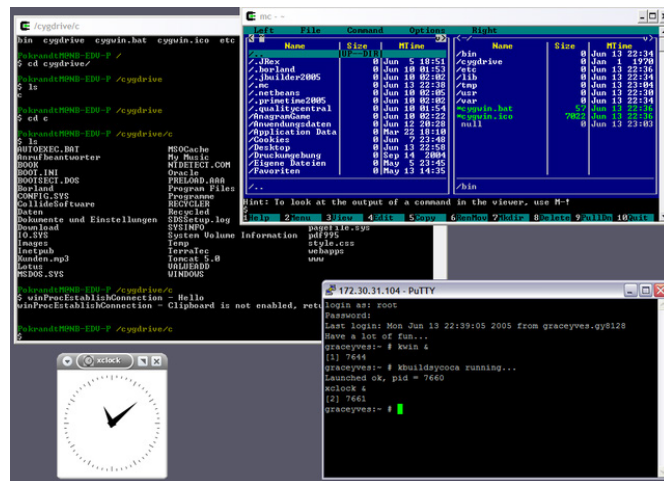 /cygdrive/c
bin cygdrive cygwin.bat cygwin.ico etc
Pokrandt@NB-EDU-P /
$ cd cygdrive/
Pokrandt@NB-EDU-P /cygdrive
$ ls
c
Pokrandt@NB-EDU-P /cygdrive
$ cd c
Pokrandt@NB-EDU-P /cygdrive/c
$ ls
AUTOEXEC.BAT MSOCache
Anrufbeantworter My Music
BOOK NTDETECT.COM
BOOT.INI Oracle
BOOTSECT.DOS PRELOAD.AAA
Borland Program Files
CONFIG.SYS Programme
CollideSoftware RECYCLER
Daten Recycled
Dokumente und Einstellungen SDSSetup.log
Download SYSINFO pagefile.sys
IO.SYS System Volume Information pdf995
Images Temp style.css
Inetpub TerraTec webapps
Kunden.mp3 Tomcat 5.0 www
Lotus VALUEADD
MSDOS.SYS WINDOWS
Pokrandt@NB-EDU-P /cygdrive/c
$ winProcEstablishConnection - Hello
winProcEstablishConnection - Clipboard is not enabled, retu
Pokrandt@NB-EDU-P /cygdrive/c
$
mc - ~
Left File Command Options Right
Name Size MTime
/.. UP--DIR
/.JRex 0 Jun 5 18:51
/.borland 0 Jun 10 01:53
/.jbuilder2005 0 Jun 10 02:02
/.mc 0 Jun 13 22:38
/.netbeans 0 Jun 10 02:05
/.primetime2005 0 Jun 10 02:02
/.qualitycentral 0 Jun 10 01:54
/AnagramGame 0 Jun 10 02:22
/Anwendungsdaten 0 Jun 12 20:28
/Application Data 0 Mar 22 18:10
/Cookies 0 Jun 7 23:48
/Desktop 0 Jun 13 22:58
/Druckumgebung 0 Sep 14 2004
/Eigene Dateien 0 May 5 23:45
/Favoriten 0 May 13 14:35
/..
Name Size MTime
/bin 0 Jun 13 22:34
/cygdrive 0 Jan 1 1970
/etc 0 Jun 13 22:36
/lib 0 Jun 13 22:34
/tmp 0 Jun 13 23:04
/usr 0 Jun 13 22:30
/var 0 Jun 13 22:34
*cygwin.bat 57 Jun 13 22:36
*cygwin.ico 7022 Jun 13 22:36
null 0 Jun 13 23:03
/bin
Hint: To look at the output of a command in the viewer, use M-!
$
1Help 2Menu 3View 4Edit 5Copy 6RenMov 7Mkdir 8Delete 9PullDn 10Quit
172.30.31.104 - PuTTY
login as: root
Password:
Last login: Mon Jun 13 22:39:05 2005 from graceyves.gy8128
Have a lot of fun...
graceyves:~ # kwin &
[1] 7644
graceyves:~ # kbuildsycoca running...
Launched ok, pid = 7660
xclock &
[2] 7661
graceyves:~ #
xclock